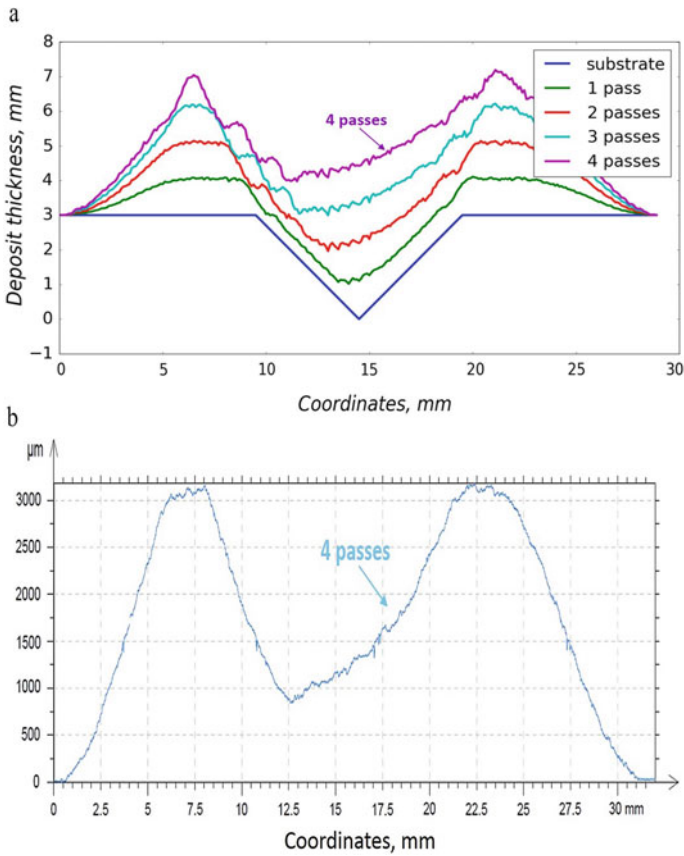 a
8
7
6
5
4
3
2
1
0
−1
Deposit thickness, mm
substrate
1 pass
2 passes
3 passes
4 passes
4 passes
0 5 10 15 20 25 30
Coordinates, mm
b
µm
3000
2500
2000
1500
1000
500
0
4 passes
0 2.5 5 7.5 10 12.5 15 17.5 20 22.5 25 27.5 30 mm
Coordinates, mm